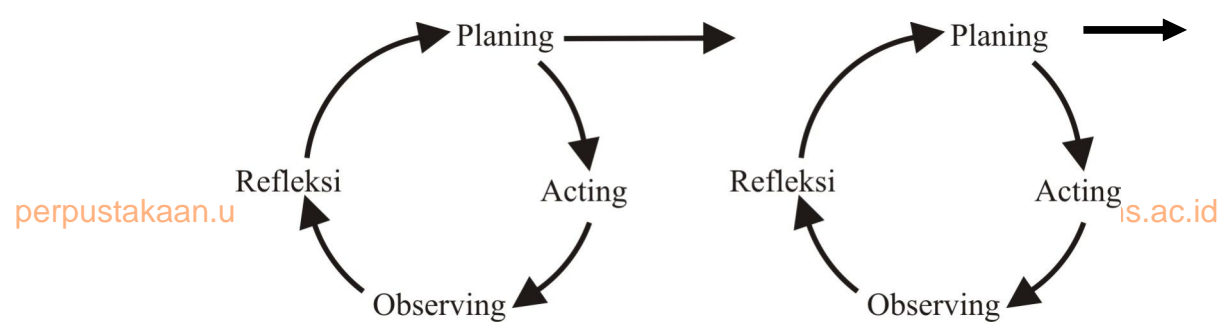 Planing Planing
Refleksi Acting Refleksi Acting
perpustakaan.u s.ac.id
Observing Observing